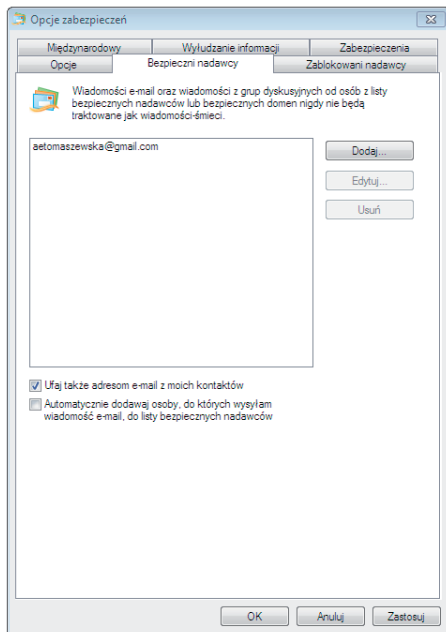 Opcje zabezpieczeń
Międzynarodowy Wyłudzanie informacji Zabezpieczenia
Opcje Bezpieczni nadawcy Zablokowani nadawcy
Wiadomości e-mail oraz wiadomości z grup dyskusyjnych od osób z listy
bezpiecznych nadawców lub bezpiecznych domen nigdy nie będą
traktowane jak wiadomości-śmieci.
aetomaszewska@gmail.com
Dodaj...
Edytuj...
Usuń
Ufaj także adresom e-mail z moich kontaktów
Automatycznie dodawaj osoby, do których wysyłam
wiadomość e-mail, do listy bezpiecznych nadawców
OK Anuluj Zastosuj